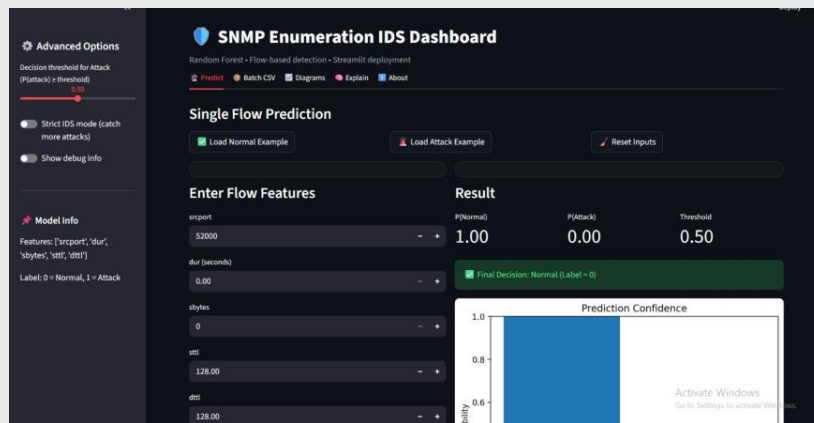 Deploy
Advanced Options
Decision threshold for Attack
(P(attack) ≥ threshold)
0.50
Strict IDS mode (catch
more attacks)
Show debug info
Model Info
Features: ['srcport', 'dur',
'sbytes', 'sttl', 'dttl']
Label: 0 = Normal, 1 = Attack
SNMP Enumeration IDS Dashboard
Random Forest • Flow-based detection • Streamlit deployment
Predict Batch CSV Diagrams Explain About
Single Flow Prediction
Load Normal Example Load Attack Example Reset Inputs
Enter Flow Features
srcport
52000 - +
dur (seconds)
0.00 - +
sbytes
0 - +
sttl
128.00 - +
dttl
128.00 - +
Result
P(Normal) P(Attack) Threshold
1.00 0.00 0.50
Final Decision: Normal (Label = 0)
Prediction Confidence
1.0
0.8
0.6
Activate Windows
Go to Settings to activate Windows.